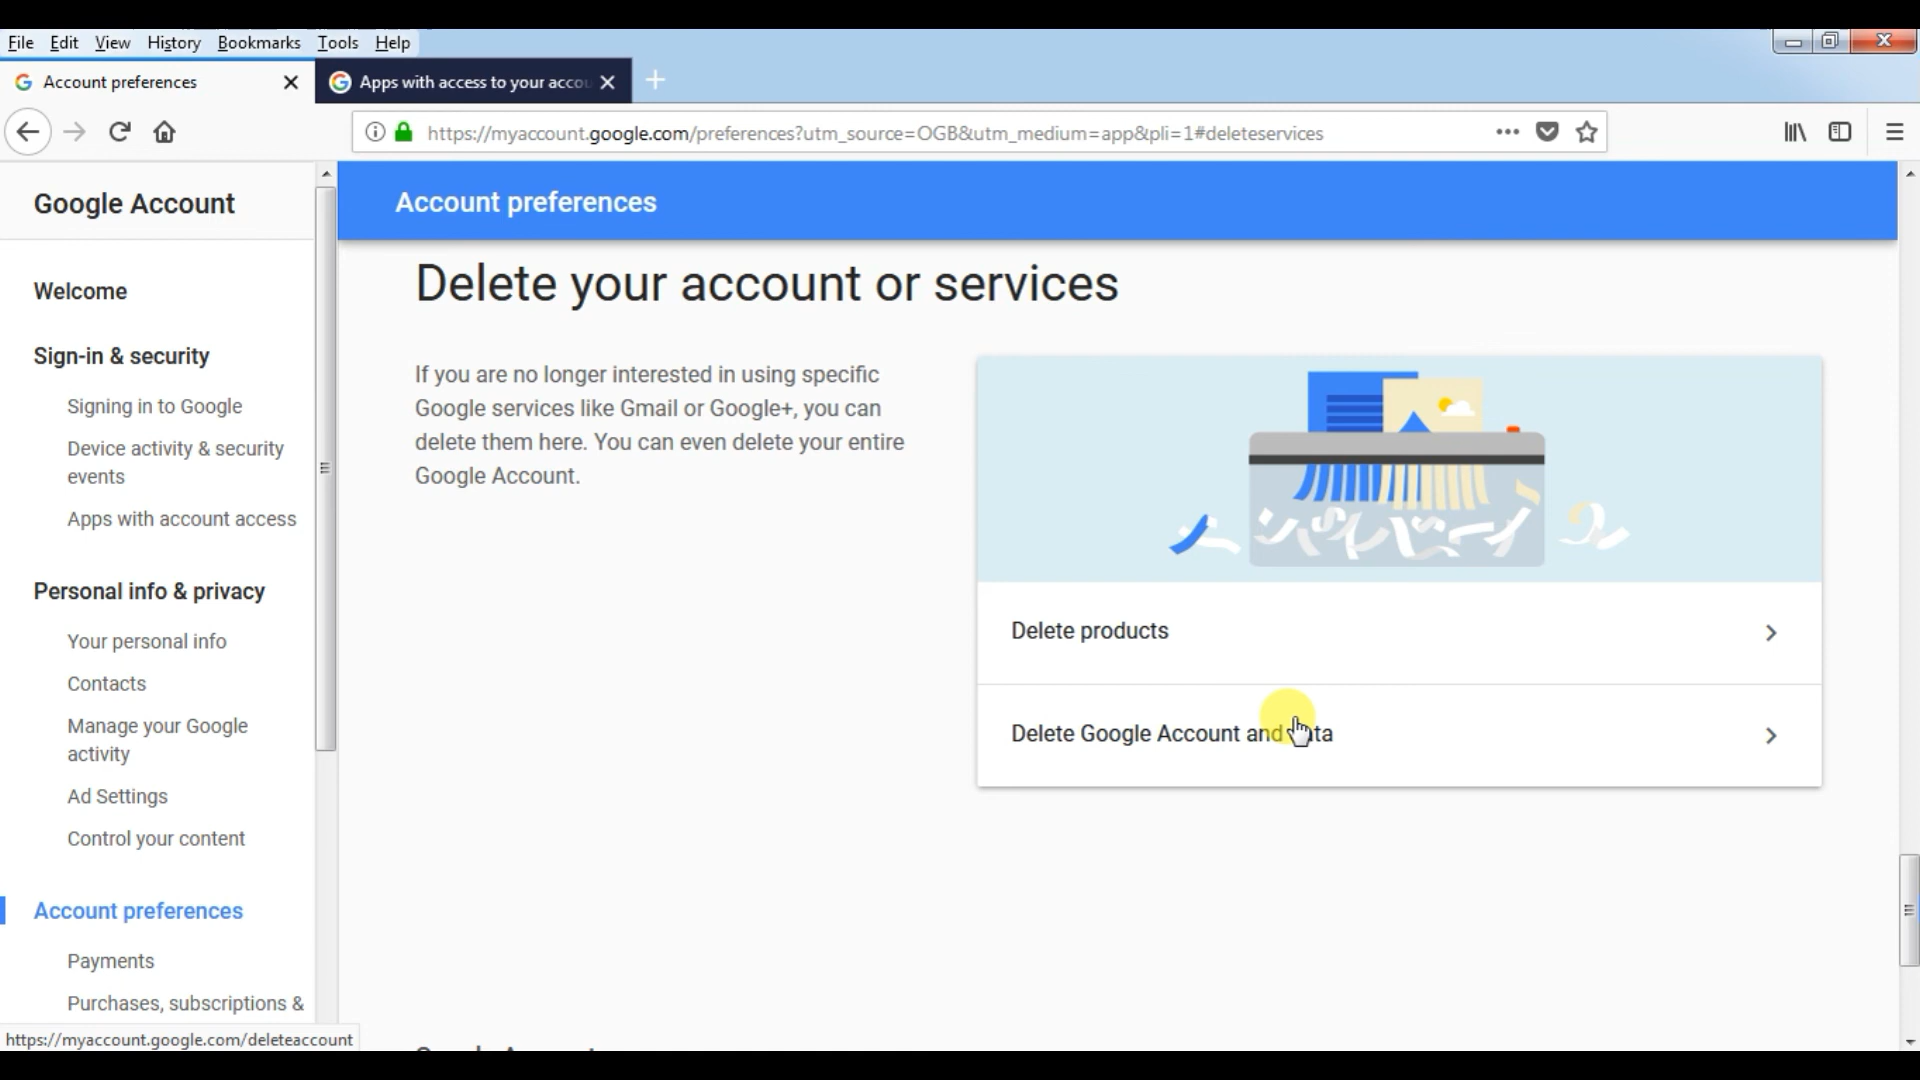 File Edit View History Bookmarks Tools Help
Account preferences
Apps with access to your accou
https://myaccount.google.com/preferences?utm_source=OGB&utm_medium=app&pli=1#deleteservices
Google Account
Welcome
Sign-in & security
Signing in to Google
Device activity & security
events
Apps with account access
Personal info & privacy
Your personal info
Contacts
Manage your Google
activity
Ad Settings
Control your content
Account preferences
Payments
Purchases, subscriptions &
https://myaccount.google.com/deleteaccount
Account preferences
Delete your account or services
If you are no longer interested in using specific
Google services like Gmail or Google+, you can
delete them here. You can even delete your entire
Google Account.
Delete products
Delete Google Account and